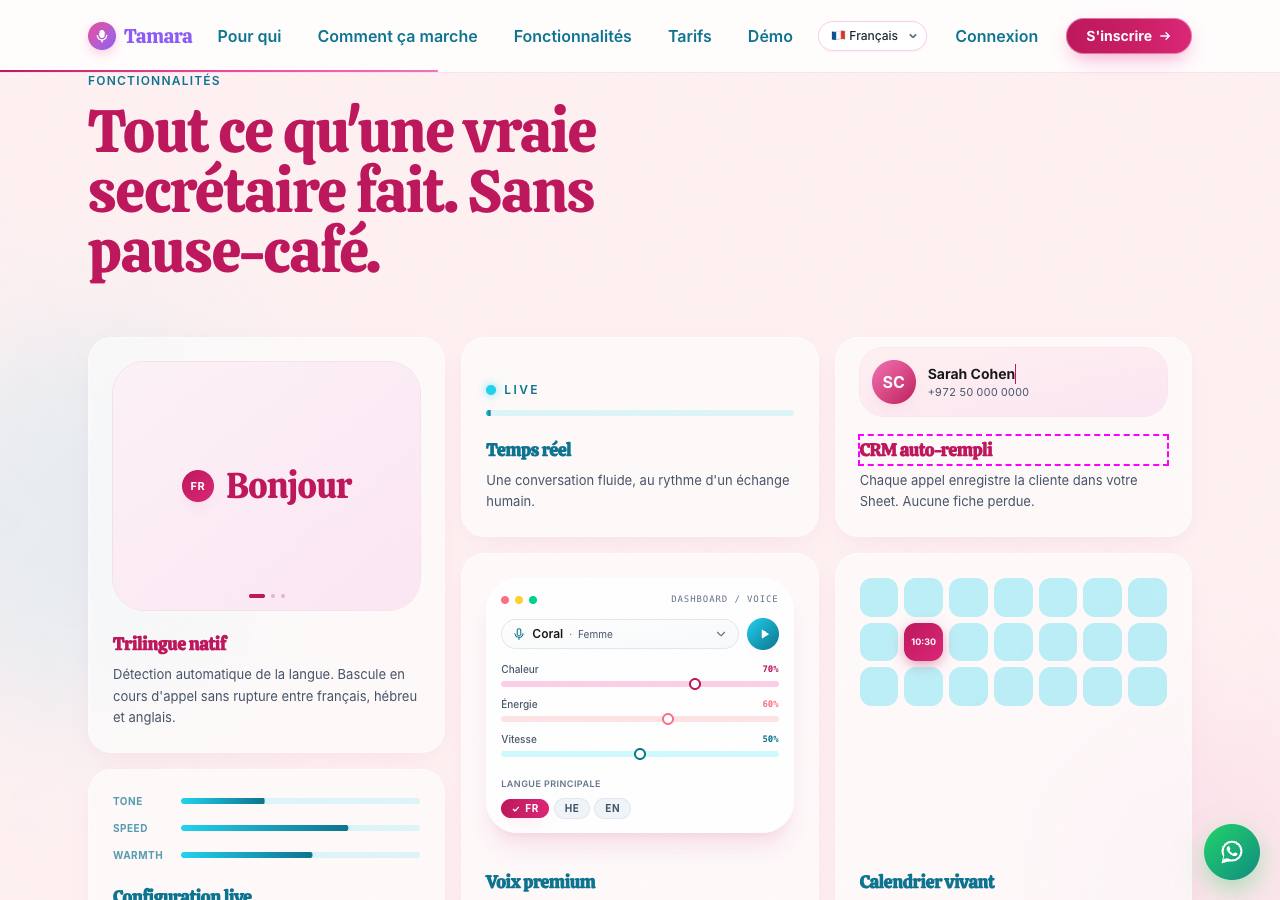 Tamara
Pour qui
Comment ça marche
Fonctionnalités
Tarifs
Démo
Français
Connexion
S'inscrire →
FONCTIONNALITÉS
Tout ce qu'une vraie
secrétaire fait. Sans
pause-café.
FR Bonjour
Trilingue natif
Détection automatique de la langue. Bascule en
cours d'appel sans rupture entre français, hébreu
et anglais.
LIVE
Temps réel
Une conversation fluide, au rythme d'un échange
humain.
SC
Sarah Cohen
+972 50 000 0000
CRM auto-rempli
Chaque appel enregistre la cliente dans votre
Sheet. Aucune fiche perdue.
TONE
SPEED
WARMTH
Configuration live
DASHBOARD / VOICE
Coral · Femme
Chaleur 70%
Énergie 60%
Vitesse 50%
LANGUE PRINCIPALE
✓ FR HE EN
Voix premium
10:30
Calendrier vivant